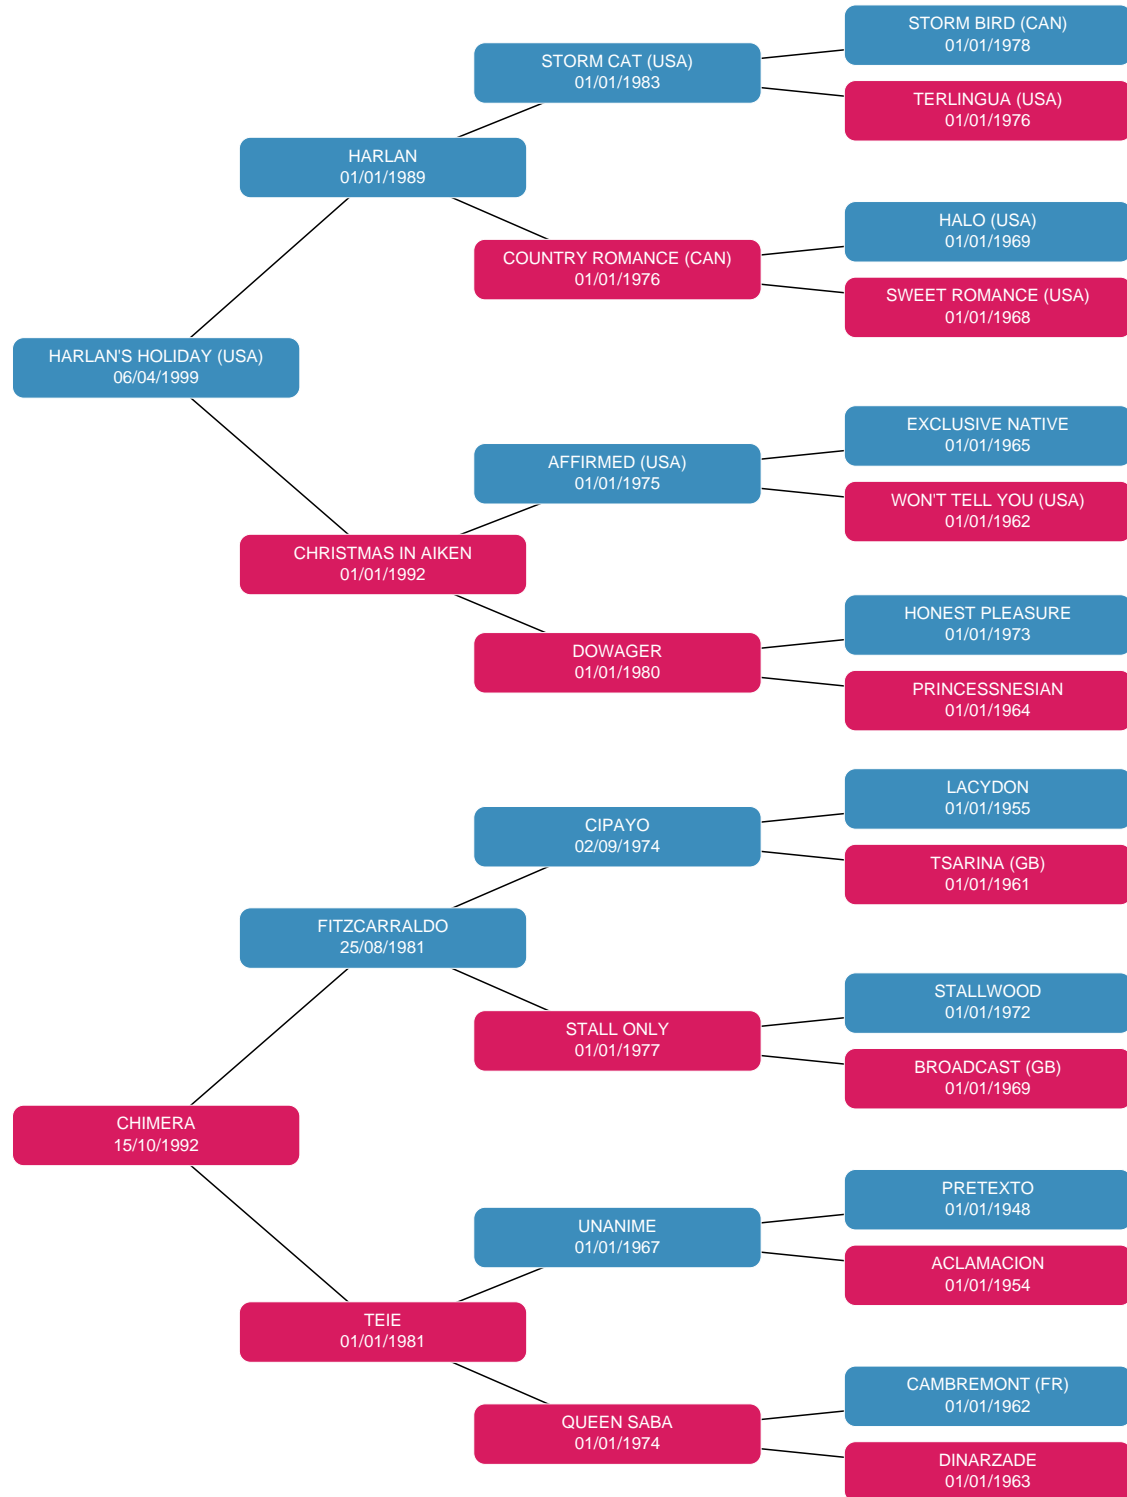 STORM BIRD (CAN)
01/01/1978
STORM CAT (USA)
01/01/1983
TERLINGUA (USA)
01/01/1976
HARLAN
01/01/1989
HALO (USA)
01/01/1969
COUNTRY ROMANCE (CAN)
01/01/1976
SWEET ROMANCE (USA)
01/01/1968
HARLAN'S HOLIDAY (USA)
06/04/1999
EXCLUSIVE NATIVE
01/01/1965
AFFIRMED (USA)
01/01/1975
WON'T TELL YOU (USA)
01/01/1962
CHRISTMAS IN AIKEN
01/01/1992
HONEST PLEASURE
01/01/1973
DOWAGER
01/01/1980
PRINCESSNESIAN
01/01/1964
LACYDON
01/01/1955
CIPAYO
02/09/1974
TSARINA (GB)
01/01/1961
FITZCARRALDO
25/08/1981
STALLWOOD
01/01/1972
STALL ONLY
01/01/1977
BROADCAST (GB)
01/01/1969
CHIMERA
15/10/1992
PRETEXTO
01/01/1948
UNANIME
01/01/1967
ACLAMACION
01/01/1954
TEIE
01/01/1981
CAMBREMONT (FR)
01/01/1962
QUEEN SABA
01/01/1974
DINARZADE
01/01/1963